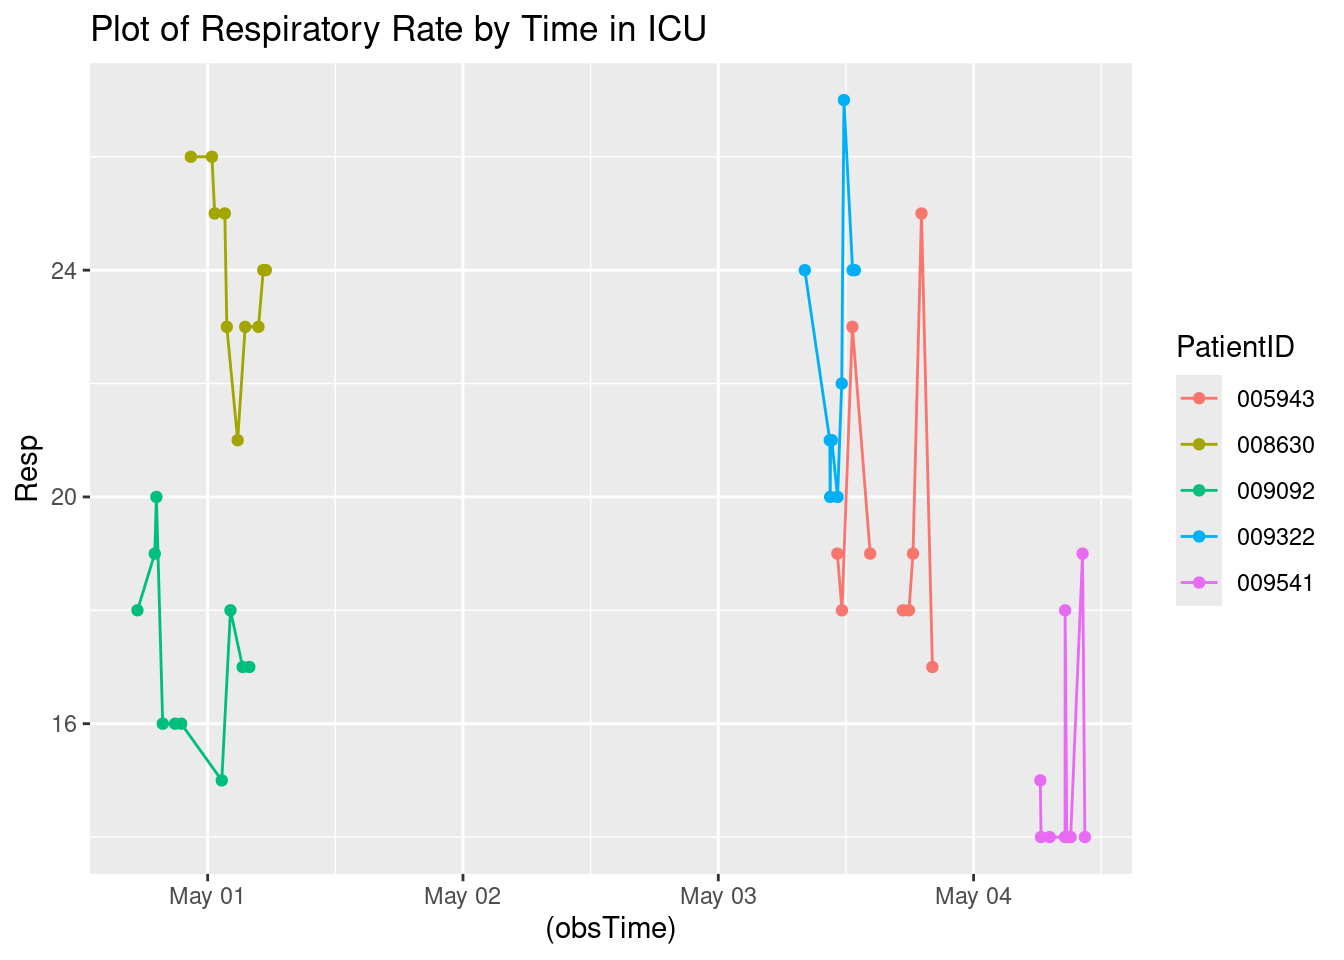 Plot of Respiratory Rate by Time in ICU
Resp
24
20
16
May 01
May 02
May 03
May 04
(obsTime)
PatientID
005943
008630
009092
009322
009541